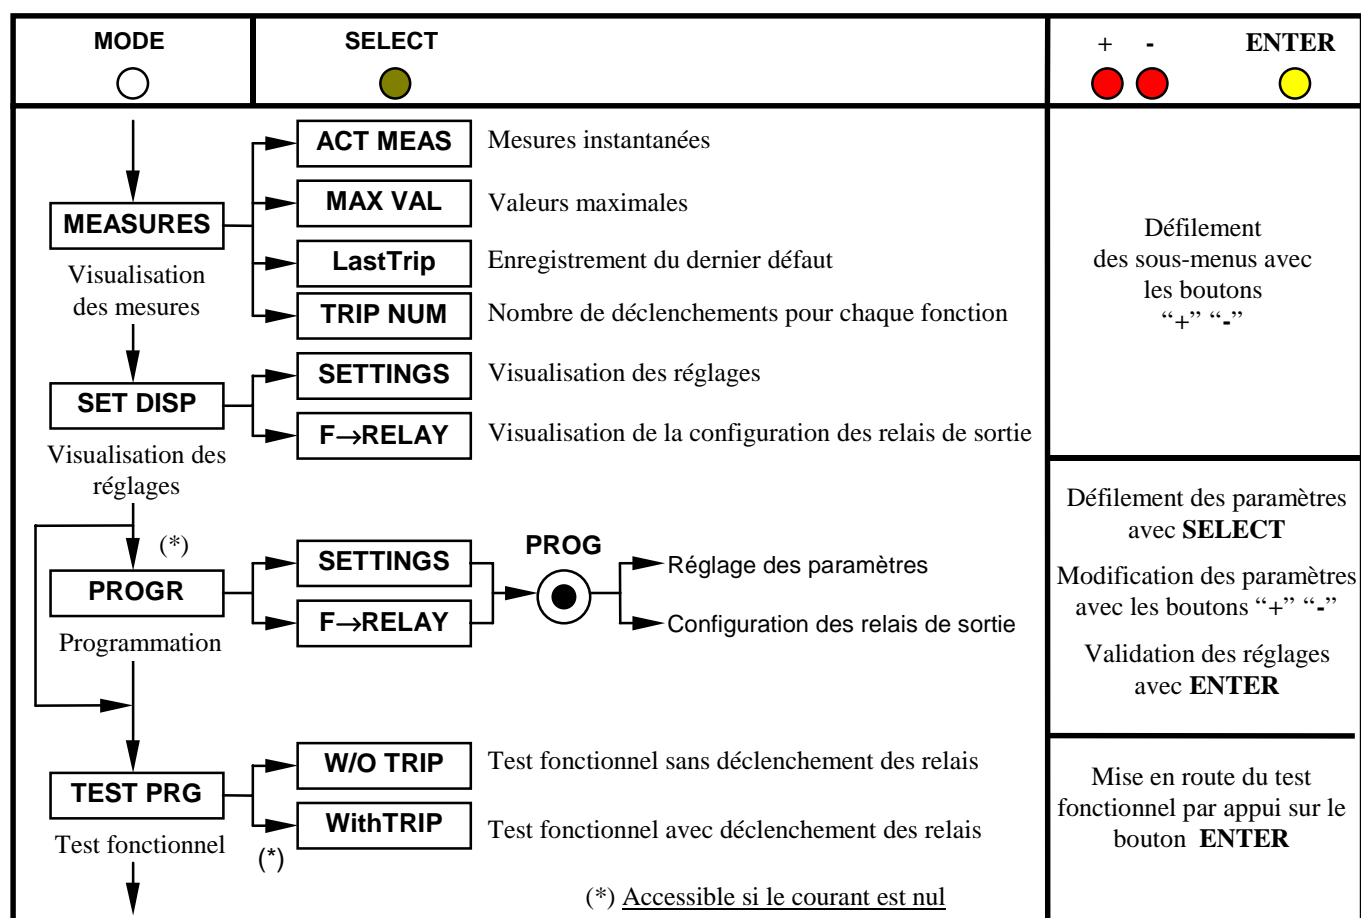 MODE
SELECT
+ -
ENTER
ACT MEAS
Mesures instantanées
MAX VAL
Valeurs maximales
MEASURES
LastTrip
Enregistrement du dernier défaut
Visualisation
des mesures
TRIP NUM
Nombre de déclenchements pour chaque fonction
Défilement
des sous-menus avec
les boutons
“+” “-”
SETTINGS
Visualisation des réglages
SET DISP
F→RELAY
Visualisation de la configuration des relais de sortie
Visualisation des
réglages
(*)
PROGR
Programmation
SETTINGS
F→RELAY
PROG
Réglage des paramètres
Configuration des relais de sortie
Défilement des paramètres
avec SELECT
Modification des paramètres
avec les boutons “+” “-”
Validation des réglages
avec ENTER
W/O TRIP
Test fonctionnel sans déclenchement des relais
TEST PRG
WithTRIP
Test fonctionnel avec déclenchement des relais
Test fonctionnel
(*)
Mise en route du test
fonctionnel par appui sur le
bouton ENTER
(*) Accessible si le courant est nul